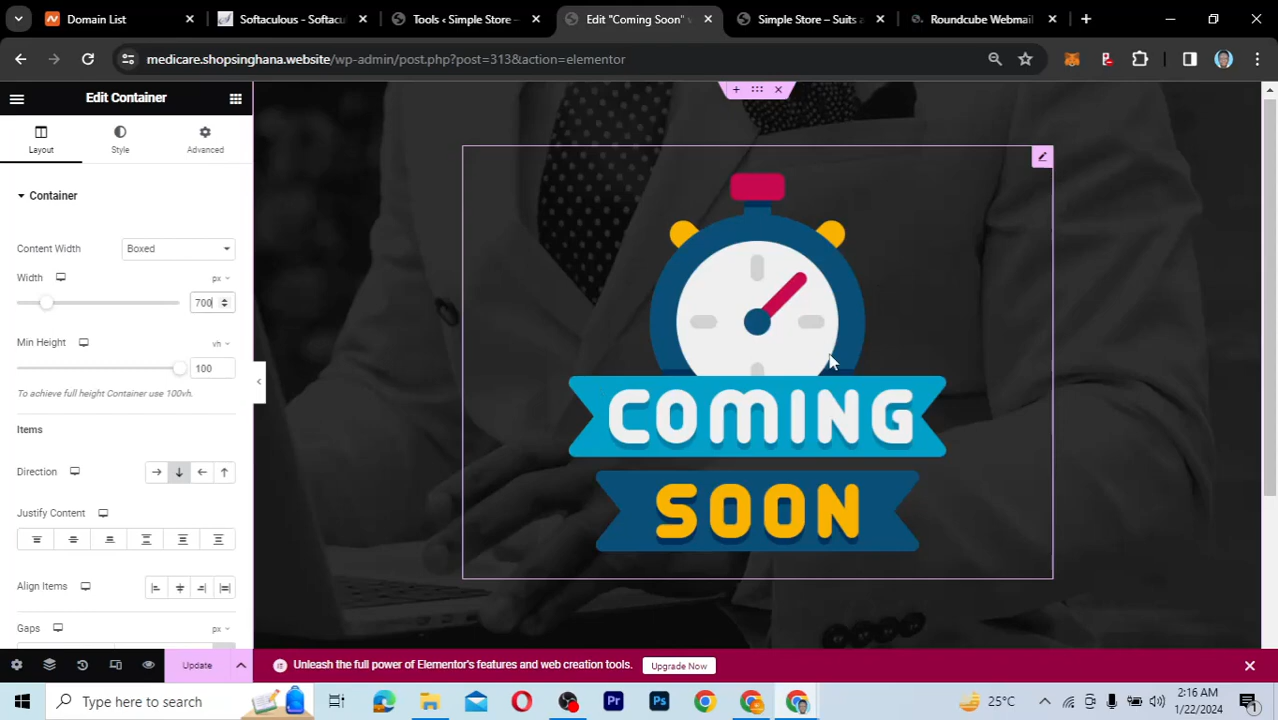 Domain List
Softaculous - Softacu
Tools ‹ Simple Store —
Edit "Coming Soon" v
Simple Store – Suits a
Roundcube Webmail
medicare.shopsinghana.website/wp-admin/post.php?post=313&action=elementor
Edit Container
Layout
Style
Advanced
Container
Content Width
Boxed
Width
px
700
Min Height
vh
100
To achieve full height Container use 100vh.
Items
Direction
Justify Content
Align Items
Gaps
px
COMING
SOON
Update
Unleash the full power of Elementor's features and web creation tools.
Upgrade Now
Type here to search
Pr
Ps
25°C
2:16 AM
1/22/2024
1